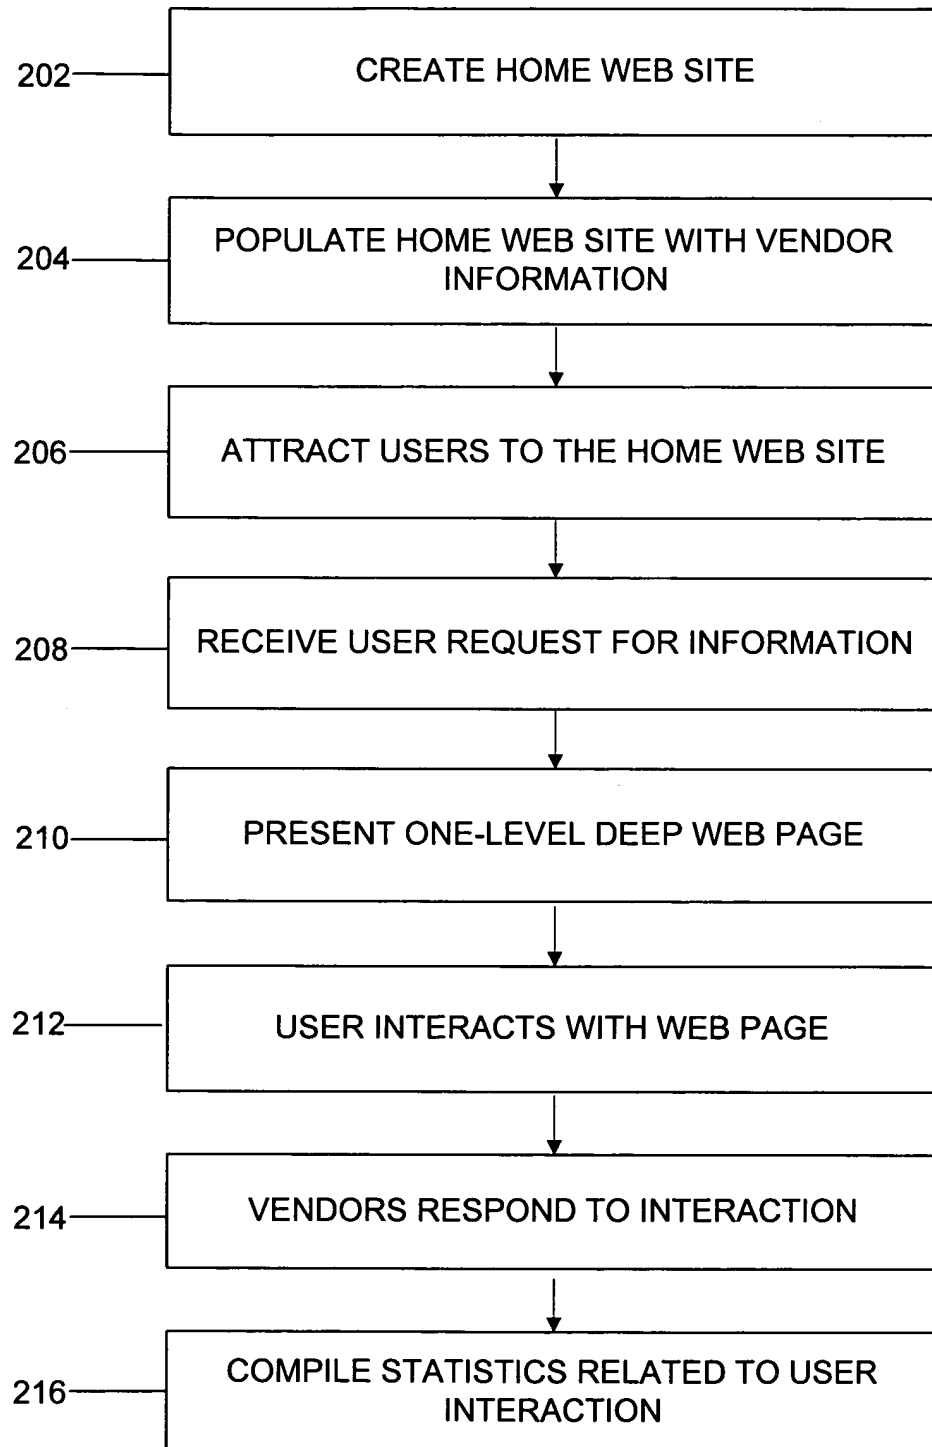 202
CREATE HOME WEB SITE
204
POPULATE HOME WEB SITE WITH VENDOR
INFORMATION
206
ATTRACT USERS TO THE HOME WEB SITE
208
RECEIVE USER REQUEST FOR INFORMATION
210
PRESENT ONE-LEVEL DEEP WEB PAGE
212
USER INTERACTS WITH WEB PAGE
214
VENDORS RESPOND TO INTERACTION
216
COMPILE STATISTICS RELATED TO USER
INTERACTION